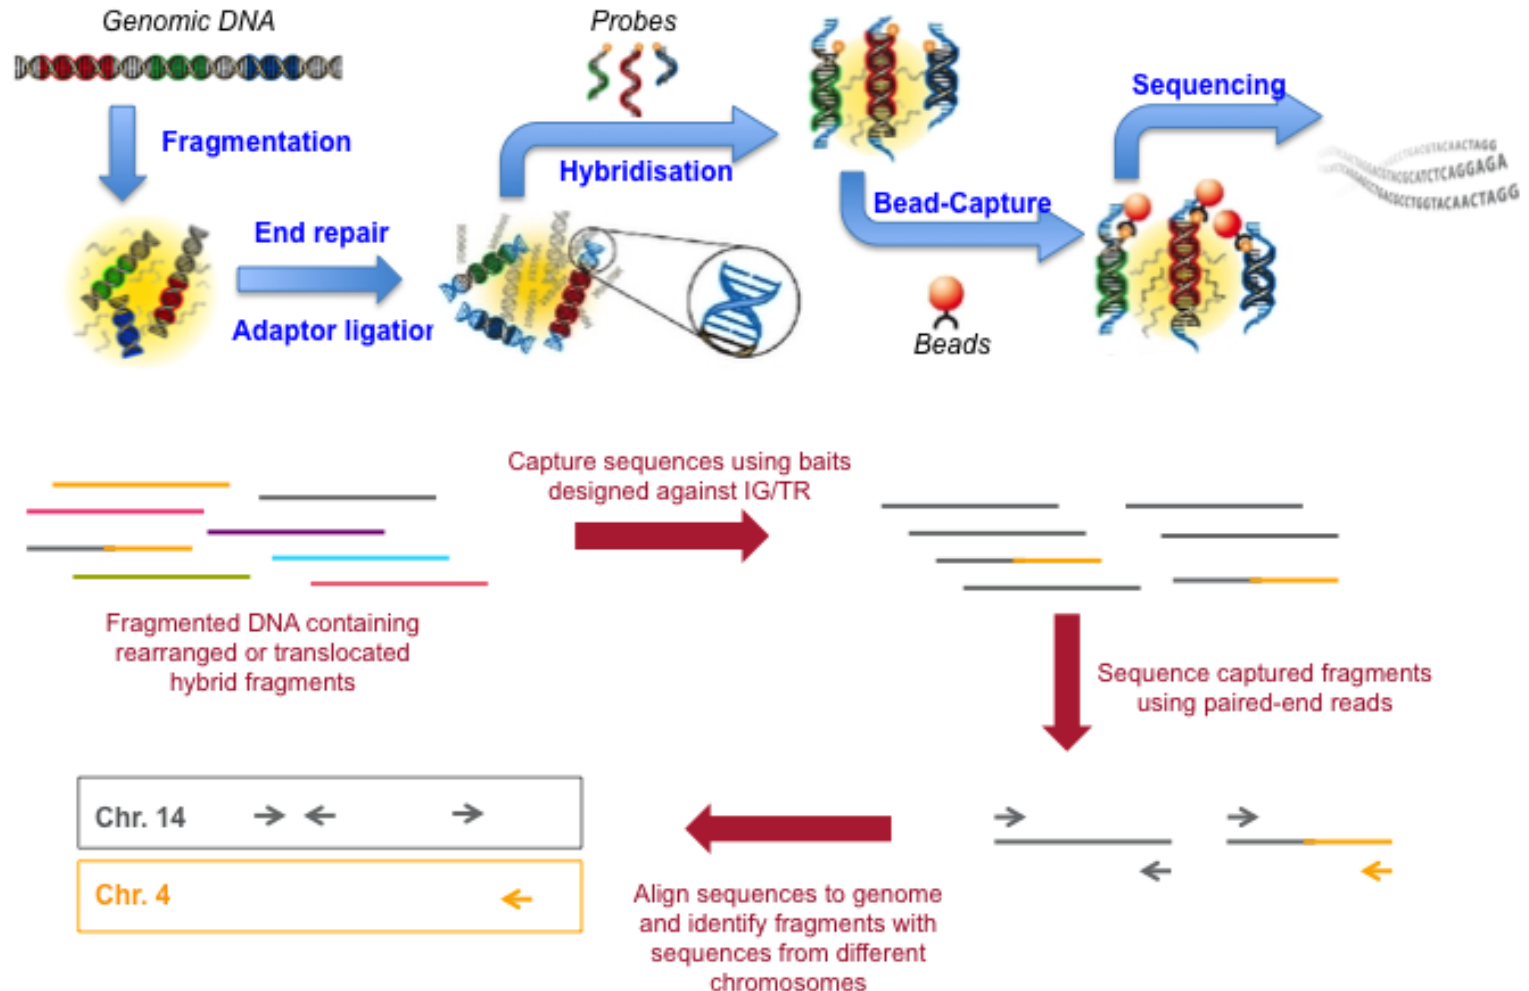 Genomic DNA
Probes
Fragmentation
End repair
Adaptor ligation
Hybridisation
Bead-Capture
Beads
Sequencing
Capture sequences using baits
designed against IG/TR
Fragmented DNA containing
rearranged or translocated
hybrid fragments
Sequence captured fragments
using paired-end reads
Chr. 14
Chr. 4
Align sequences to genome
and identify fragments with
sequences from different
chromosomes